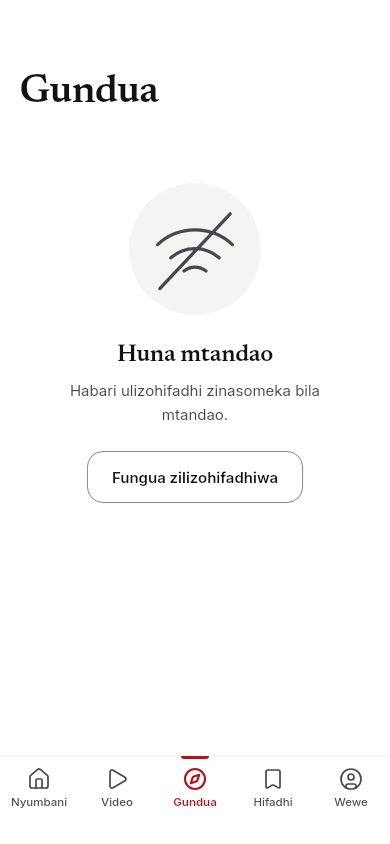 Gundua
Huna mtandao
Habari ulizohifadhi zinasomeka bila
mtandao.
Fungua zilizohifadhiwa
Nyumbani
Video
Gundua
Hifadhi
Wewe